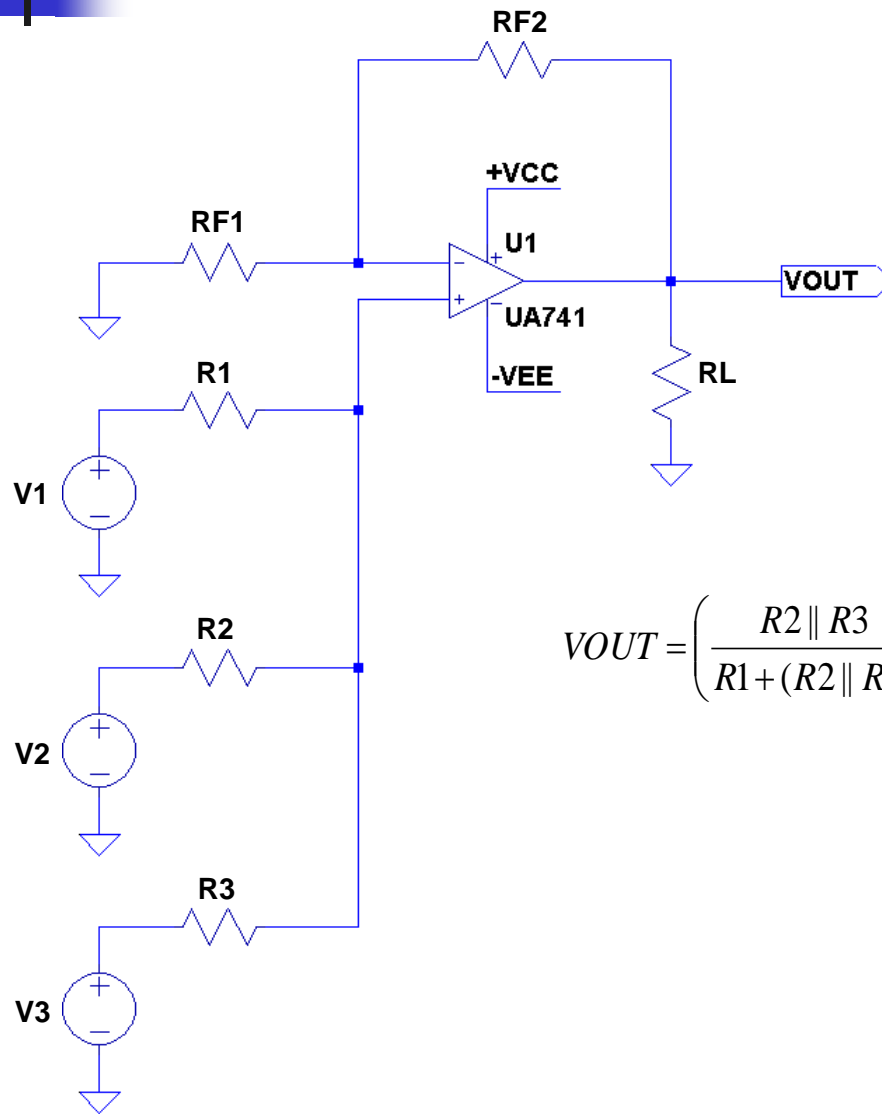 RF2
+VCC
RF1
U1
- +
+ -
UA741
VOUT
-VEE
RL
R1
+
V1
-
R2
VOUT = ( R2 || R3
R1 + (R2 || R
+
V2
-
R3
+
V3
-